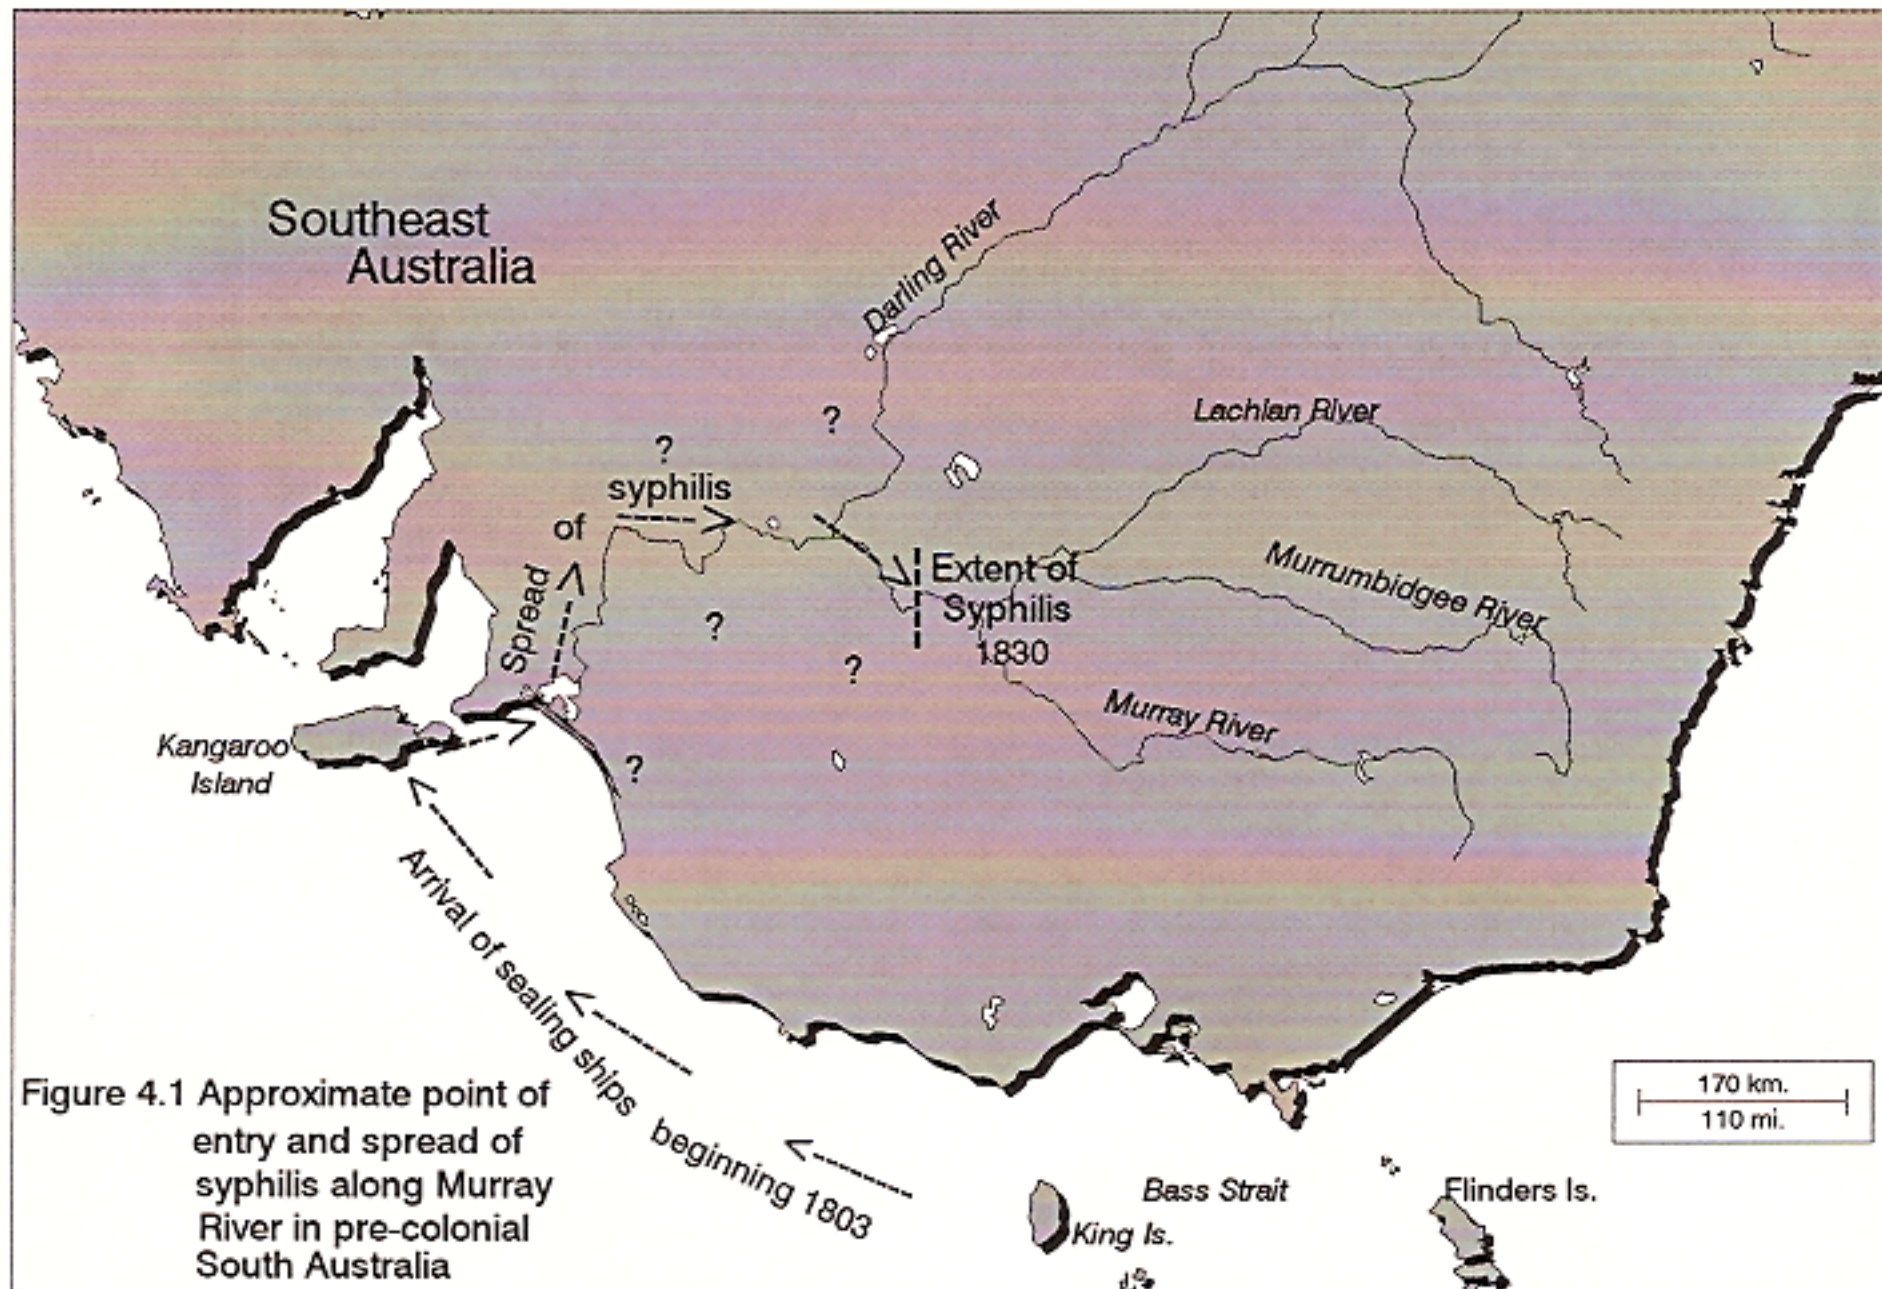 Southeast
Australia
Darling River
?
?
Lachlan River
syphilis
of
Spread
Extent of
Syphilis
1830
Murrumbidgee River
?
?
Murray River
Kangaroo
Island
?
Arrival of sealing ships beginning 1803
Figure 4.1 Approximate point of
entry and spread of
syphilis along Murray
River in pre-colonial
South Australia
170 km.
110 mi.
Bass Strait
Flinders Is.
King Is.